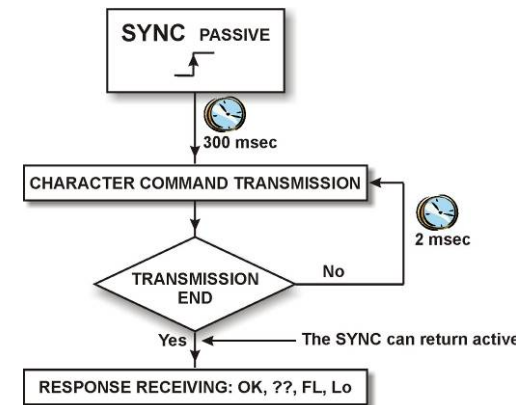 SYNC PASSIVE
300 msec
CHARACTER COMMAND TRANSMISSION
2 msec
TRANSMISSION
END
No
Yes
The SYNC can return active
RESPONSE RECEIVING: OK, ??, FL, Lo